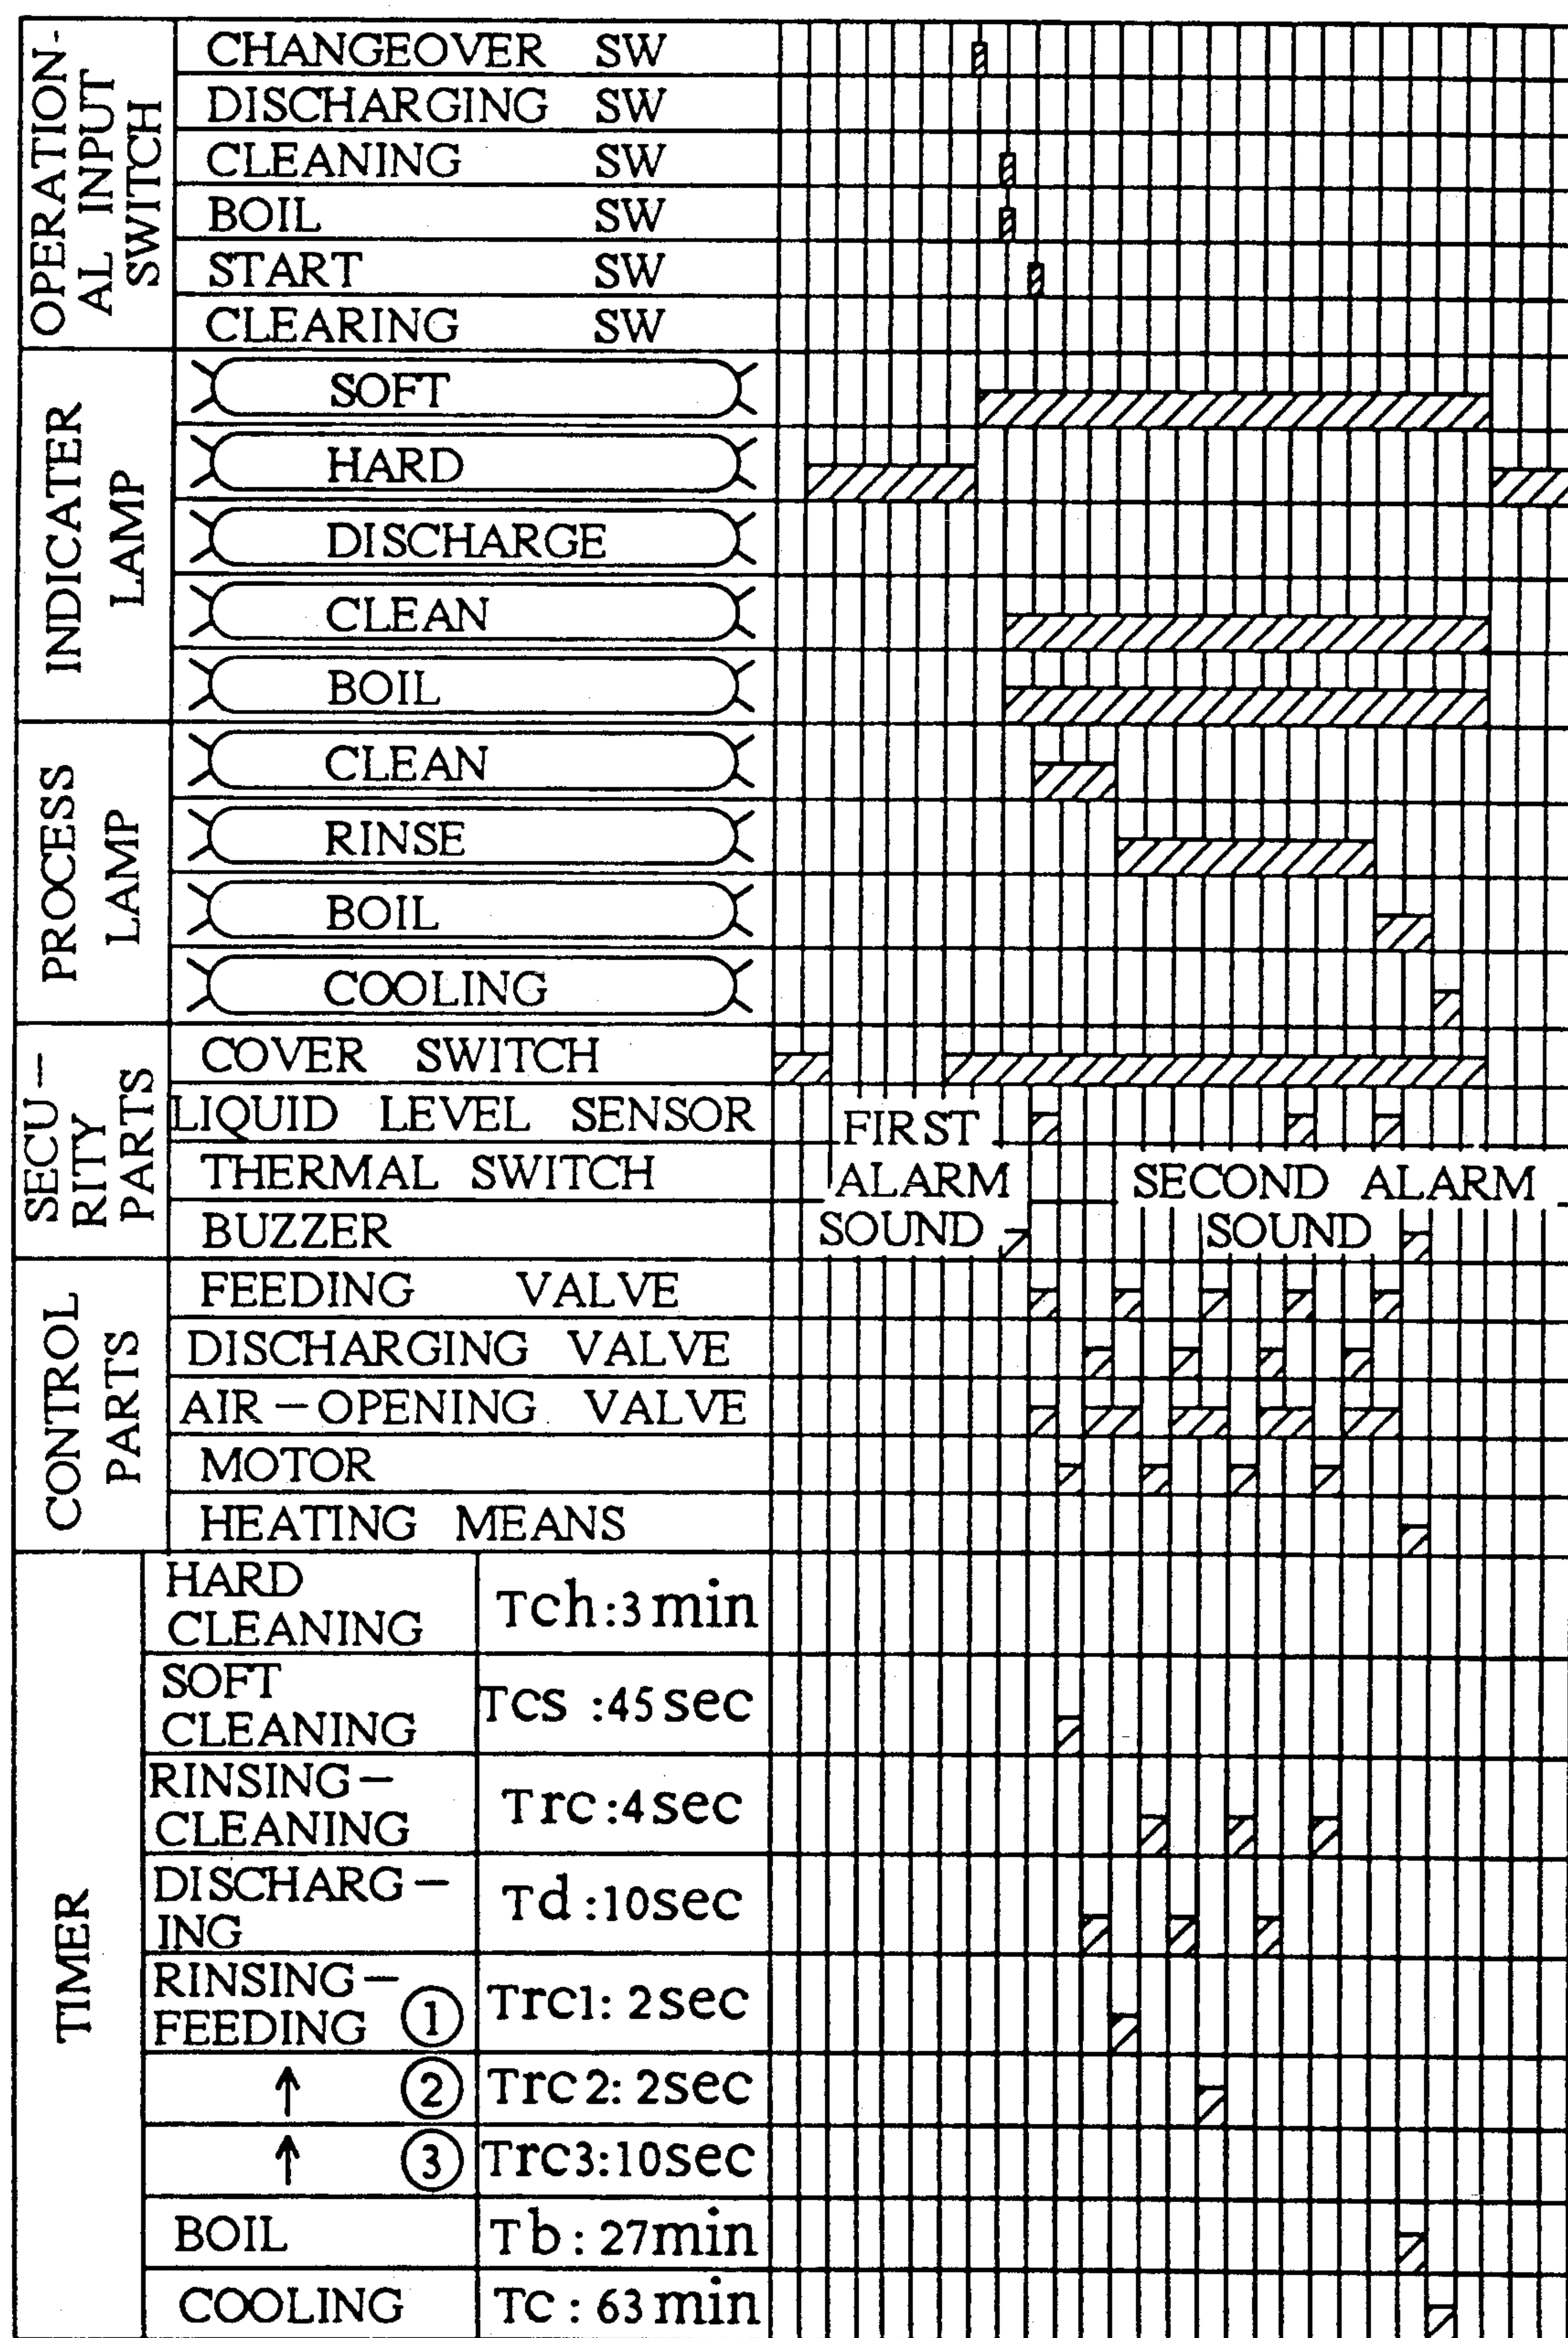 OPERATION-
AL INPUT
SWITCH
CHANGEOVER SW
DISCHARGING SW
CLEANING SW
BOIL SW
START SW
CLEARING SW
INDICATER
LAMP
SOFT
HARD
DISCHARGE
CLEAN
BOIL
PROCESS
LAMP
CLEAN
RINSE
BOIL
COOLING
SECU-
RITY
PARTS
COVER SWITCH
LIQUID LEVEL SENSOR
THERMAL SWITCH
BUZZER
FIRST
ALARM
SOUND
SECOND ALARM
SOUND
CONTROL
PARTS
FEEDING VALVE
DISCHARGING VALVE
AIR-OPENING VALVE
MOTOR
HEATING MEANS
TIMER
HARD
CLEANING
Tch:3min
SOFT
CLEANING
Tcs :45sec
RINSING-
CLEANING
Trc:4sec
DISCHARG-
ING
Td:10sec
RINSING-
FEEDING ①
Trc1: 2sec
↑ ②
Trc2: 2sec
↑ ③
Trc3:10sec
BOIL
Tb: 27min
COOLING
Tc: 63min